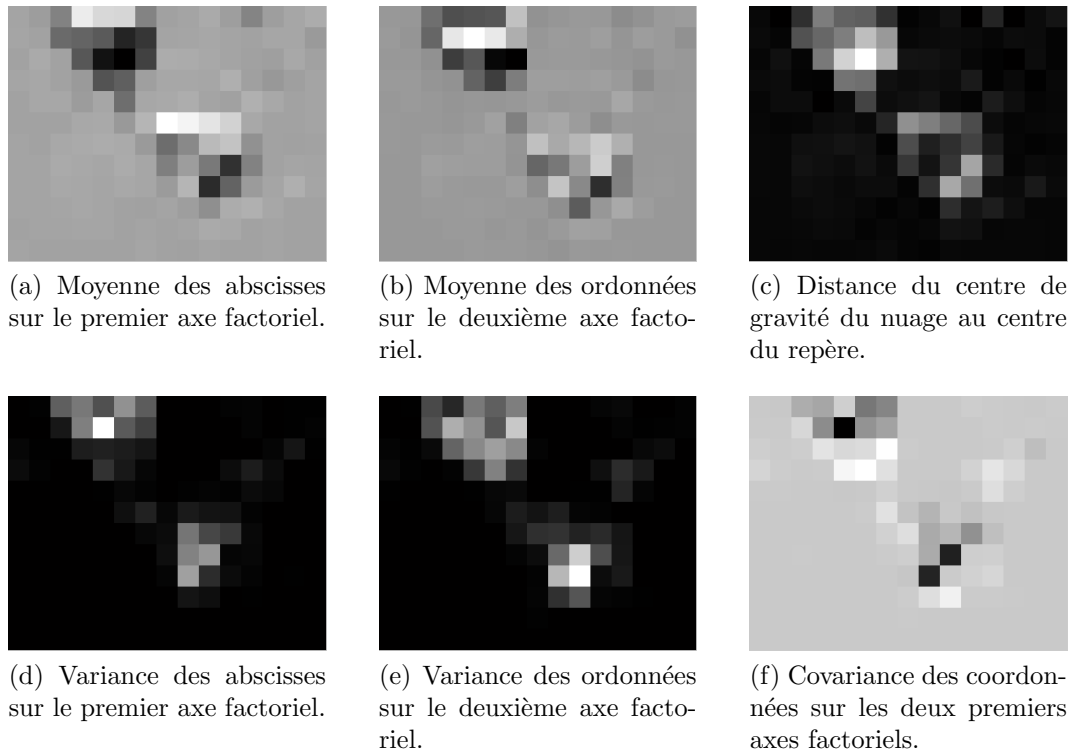 (a) Moyenne des abscisses
sur le premier axe factoriel.
(b) Moyenne des ordonnées
sur le deuxième axe facto-
riel.
(c) Distance du centre de
gravité du nuage au centre
du repère.
(d) Variance des abscisses
sur le premier axe factoriel.
(e) Variance des ordonnées
sur le deuxième axe facto-
riel.
(f) Covariance des coordon-
nées sur les deux premiers
axes factoriels.